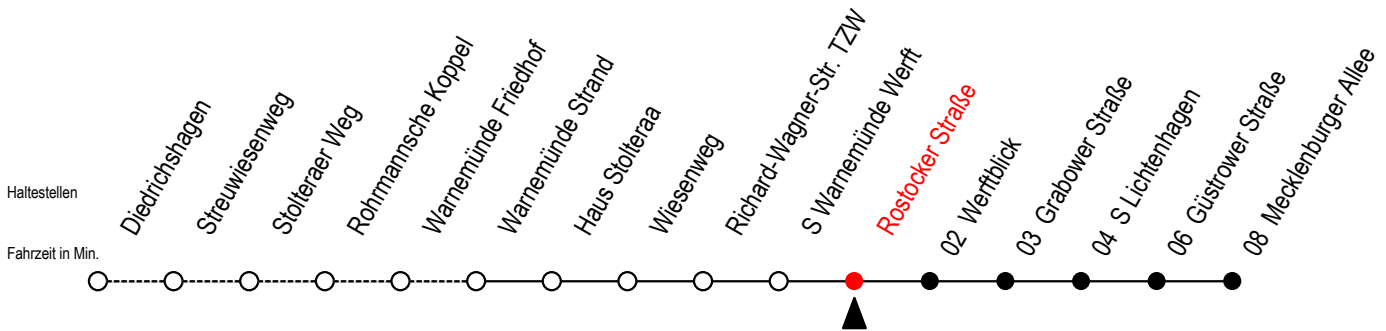 Haltestellen
Diedrichshagen
Streuwiesenweg
Stolteraer Weg
Rohrmannsche Koppel
Warnemünde Friedhof
Warnemünde Strand
Haus Stolteraa
Wiesenweg
Richard-Wagner-Str. TZW
S Warnemünde Werft
Rostocker Straße
02 Werftblick
03 Grabower Straße
04 S Lichtenhagen
06 Güstrower Straße
08 Mecklenburger Allee
Fahrzeit in Min.